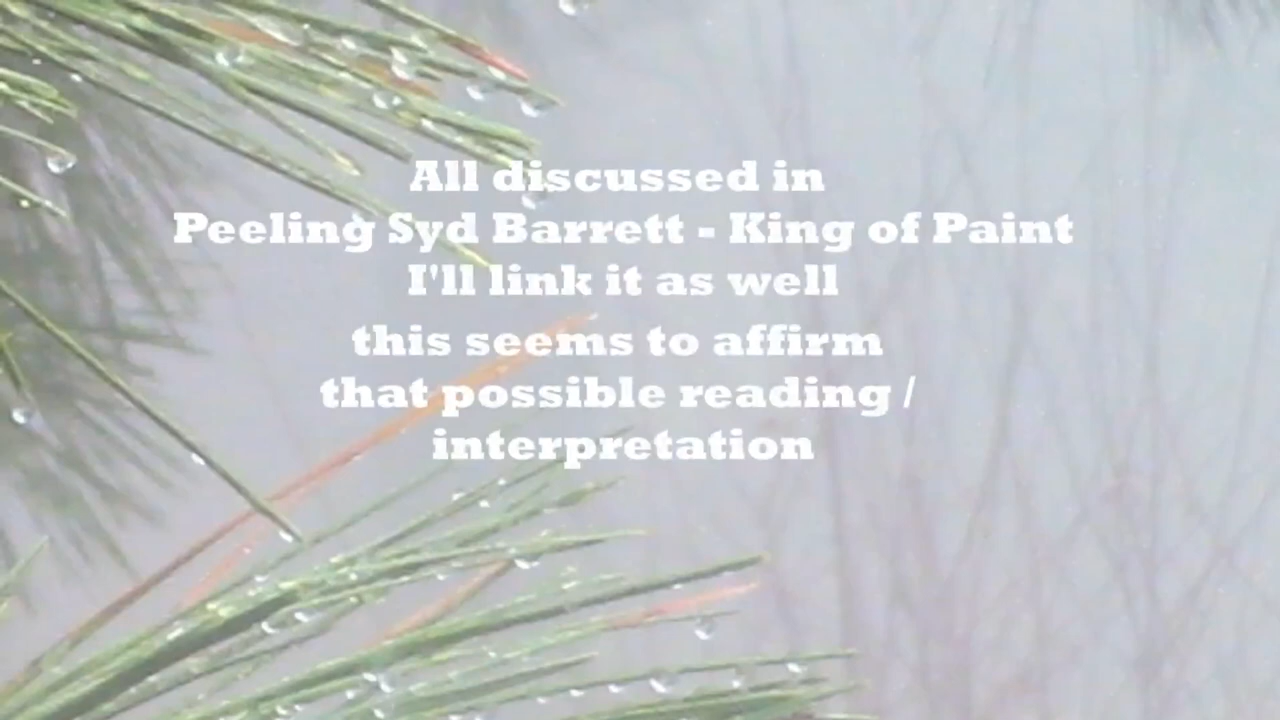 All discussed in
Peeling Syd Barrett - King of Paint
I'll link it as well
this seems to affirm
that possible reading /
interpretation